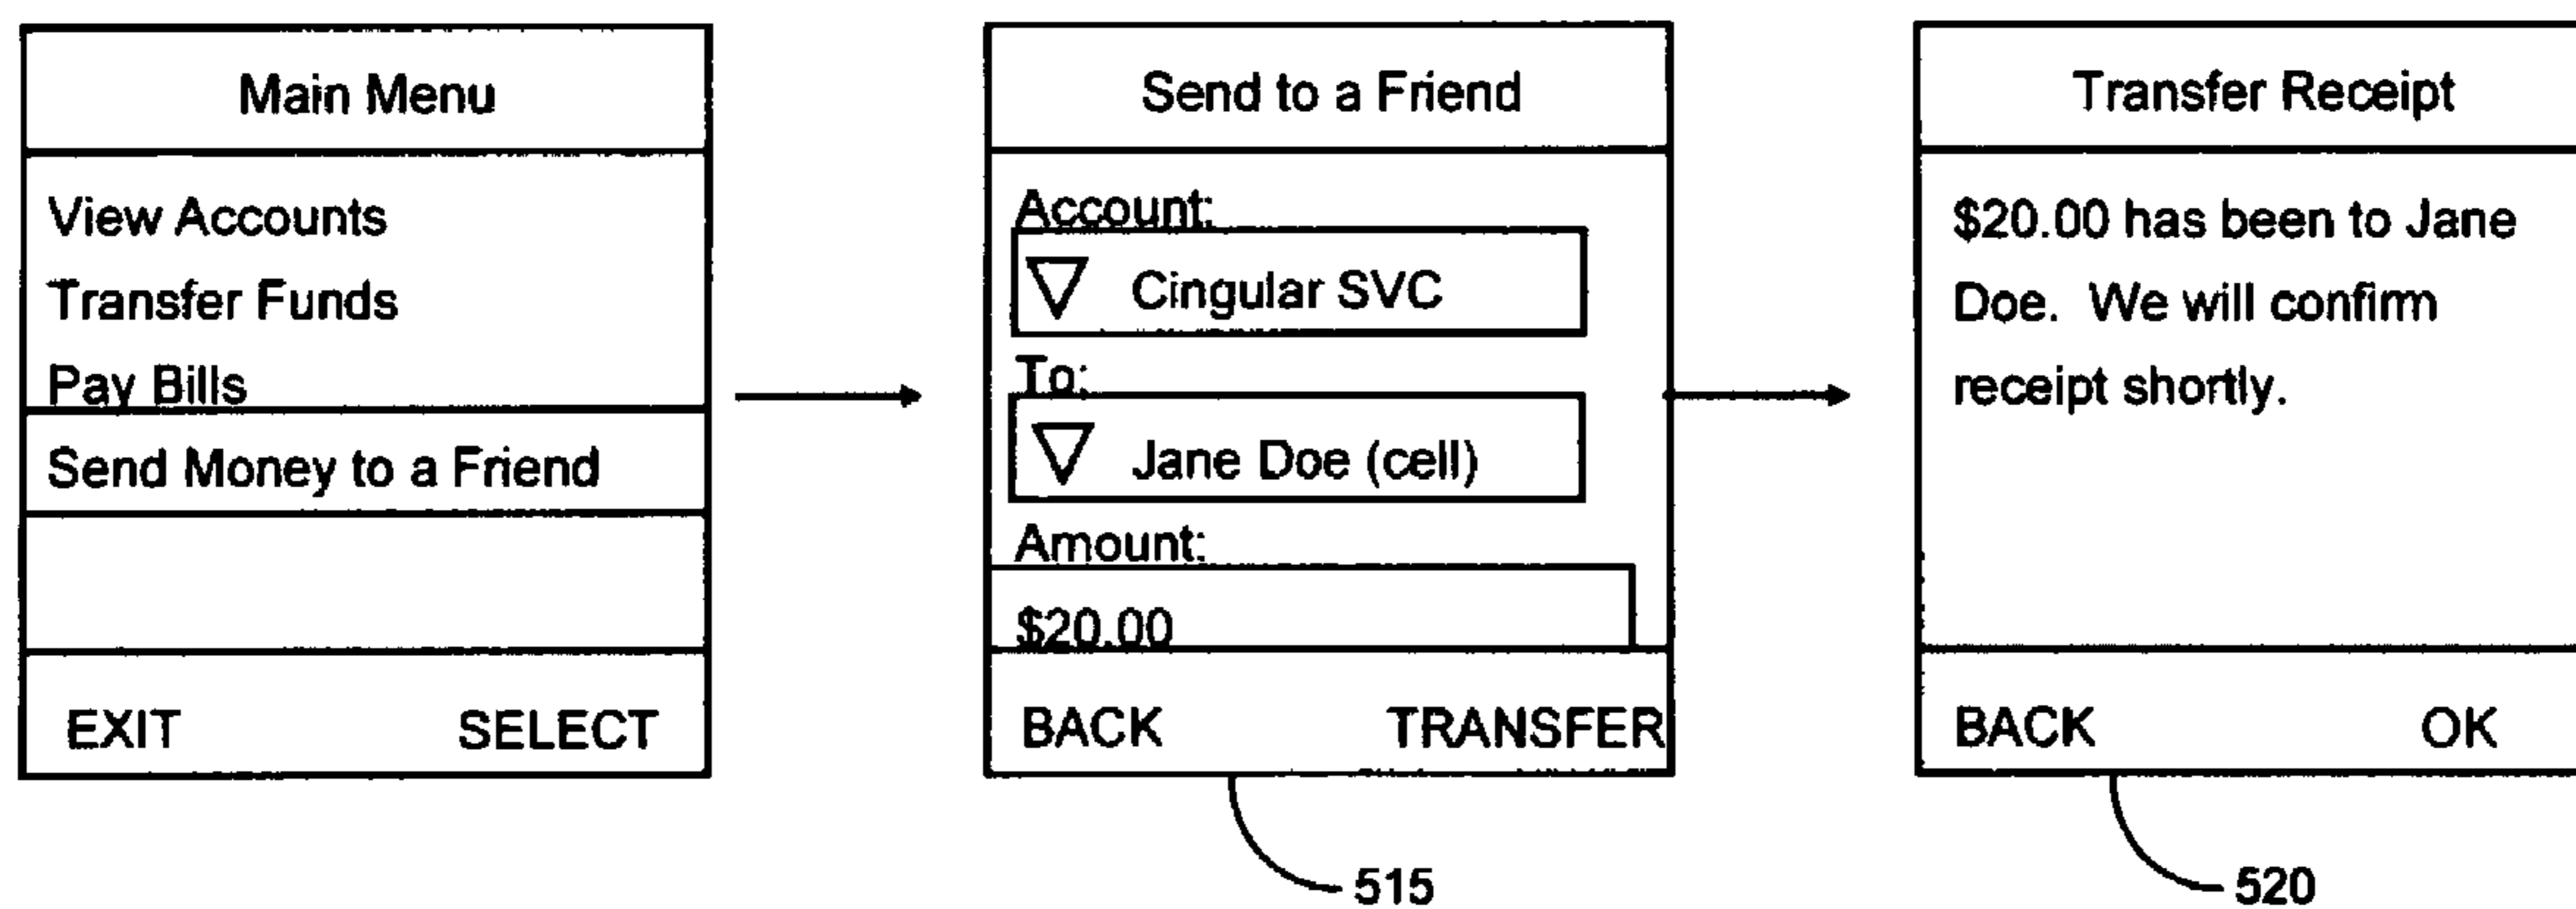 Main Menu
View Accounts
Transfer Funds
Pay Bills
Send Money to a Friend
EXIT SELECT
Send to a Friend
Account:
Cingular SVC
To:
Jane Doe (cell)
Amount:
$20.00
BACK TRANSFER
515
Transfer Receipt
$20.00 has been to Jane
Doe. We will confirm
receipt shortly.
BACK OK
520